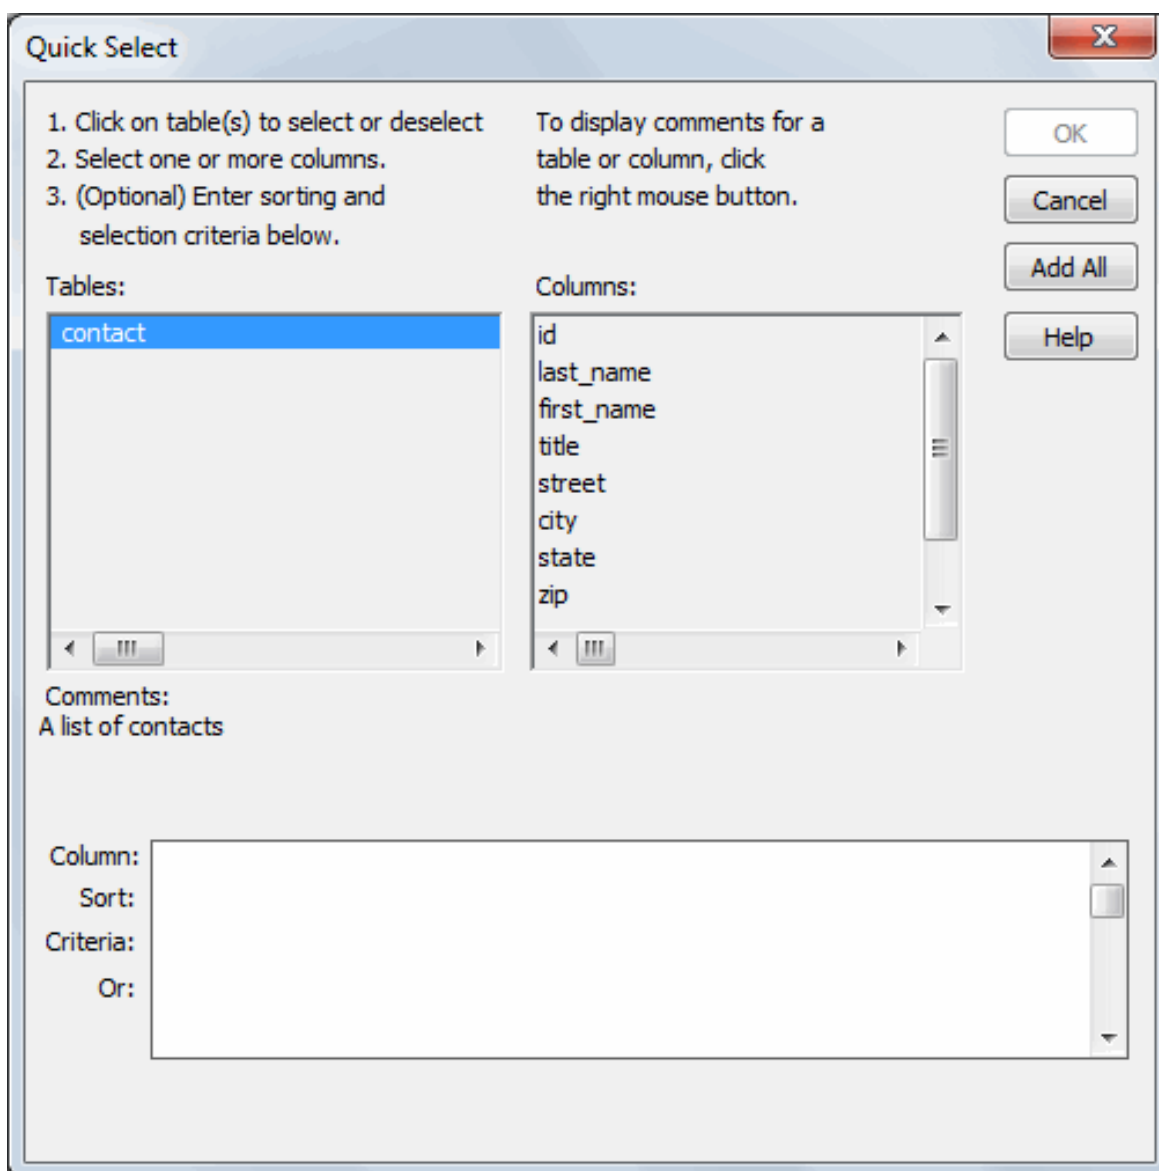 Quick Select
1. Click on table(s) to select or deselect
2. Select one or more columns.
3. (Optional) Enter sorting and
selection criteria below.
To display comments for a
table or column, click
the right mouse button.
OK
Cancel
Add All
Help
Tables:
contact
Columns:
id
last_name
first_name
title
street
city
state
zip
Comments:
A list of contacts
Column:
Sort:
Criteria:
Or: